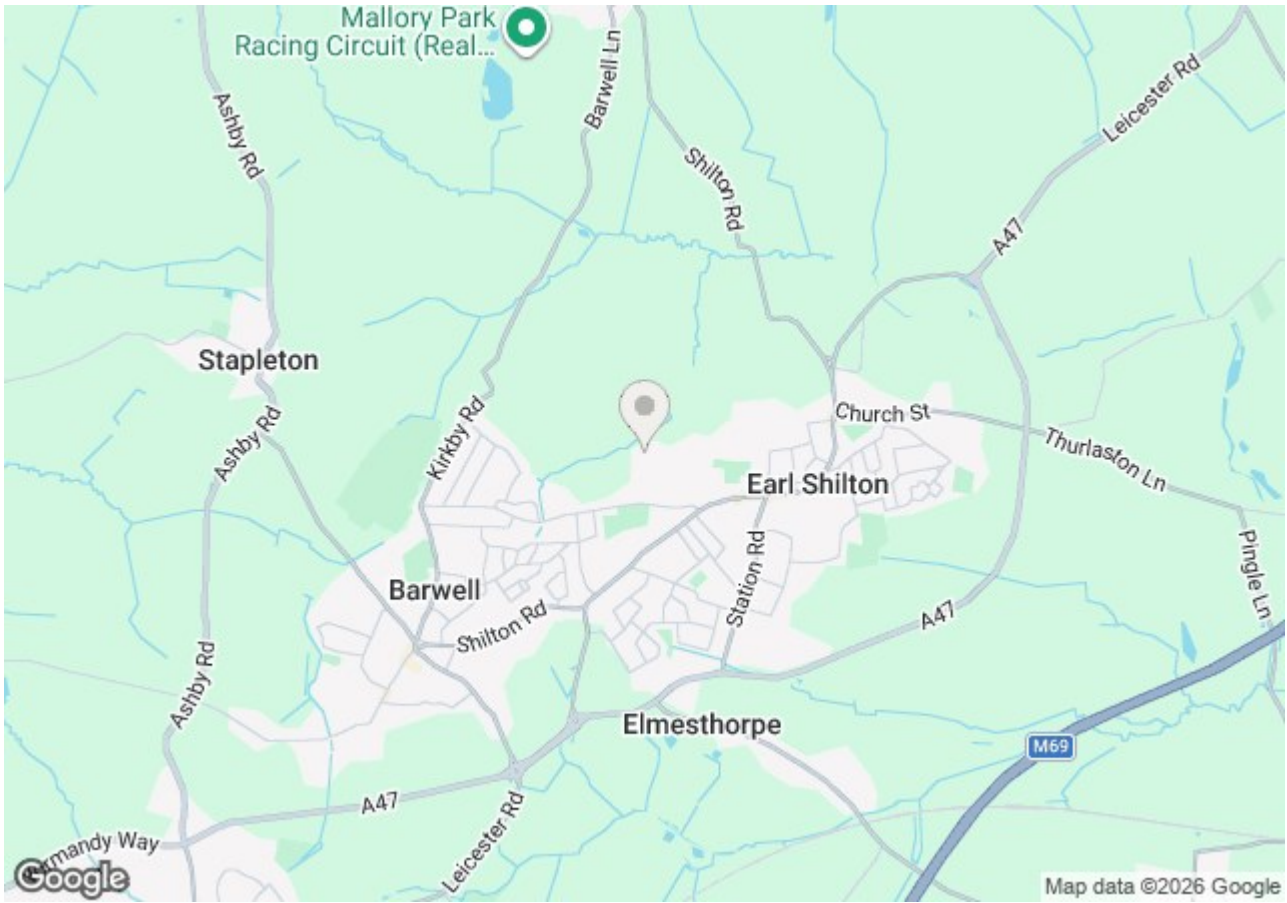 Mallory Park
Racing Circuit (Real...
Barwell Ln
Leicester Rd
Ashby Rd
Shilton Rd
A47
Stapleton
Kirkby Rd
Church St
Ashby Rd
Thurlaston Ln
Earl Shilton
Station Rd
Pingle Ln
Barwell
Shilton Rd
A47
Ashby Rd
Elmesthorpe
M69
A47
Leicester Rd
Way
Google
Map data ©2026 Google